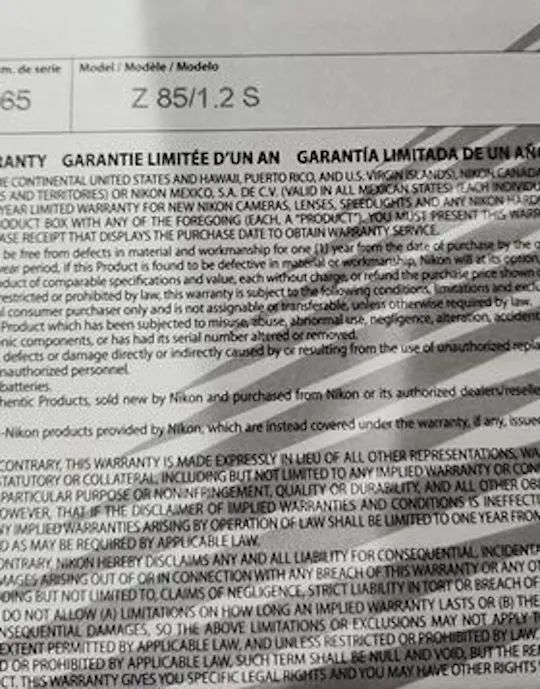 m. de serie Model / Modèle / Modelo
65 Z 85/1.2 S
RANTY GARANTIE LIMITÉE D'UN AN GARANTÍA LIMITADA DE UN AÑO
E CONTINENTAL UNITED STATES AND HAWAII, PUERTO RICO, AND U.S. VIRGIN ISLANDS), NIKON CANADA
S AND TERRITORIES) OR NIKON MEXICO, S.A. DE C.V. (VALID IN ALL MEXICAN STATES) (EACH INDIVIDU
YEAR LIMITED WARRANTY FOR NEW NIKON CAMERAS, LENSES, SPEEDLIGHTS AND ANY NIKON HARD
ODUCT BOX WITH ANY OF THE FOREGOING (EACH, A "PRODUCT"). YOU MUST PRESENT THIS WARR
ASE RECEIPT THAT DISPLAYS THE PURCHASE DATE TO OBTAIN WARRANTY SERVICE.
be free from defects in material and workmanship for one (1) year from the date of purchase by the o
year period, if this Product is found to be defective in material or workmanship, Nikon will at its option,
duct of comparable specifications and value, each without charge, or refund the purchase price shown o
restricted or prohibited by law, this warranty is subject to the following conditions, limitations and exclu
l consumer purchaser only and is not assignable or transferable, unless otherwise required by law.
Product which has been subjected to misuse, abuse, abnormal use, negligence, alteration, accident
nic components, or has had its serial number altered or removed.
defects or damage directly or indirectly caused by or resulting from the use of unauthorized repla
nauthorized personnel.
batteries.
hentic Products, sold new by Nikon and purchased from Nikon or its authorized dealers/reselle
-Nikon products provided by Nikon, which are instead covered under the warranty, if any, issue
CONTRARY, THIS WARRANTY IS MADE EXPRESSLY IN LIEU OF ALL OTHER REPRESENTATIONS, WA
STATUTORY OR COLLATERAL, INCLUDING BUT NOT LIMITED TO ANY IMPLIED WARRANTY OR CON
PARTICULAR PURPOSE OR NONINFRINGEMENT, QUALITY OR DURABILITY, AND ALL OTHER OB
OWEVER, THAT IF THE DISCLAIMER OF IMPLIED WARRANTIES AND CONDITIONS IS INEFFECTI
NY IMPLIED WARRANTIES ARISING BY OPERATION OF LAW SHALL BE LIMITED TO ONE YEAR FROM
D AS MAY BE REQUIRED BY APPLICABLE LAW.
ONTRARY, NIKON HEREBY DISCLAIMS ANY AND ALL LIABILITY FOR CONSEQUENTIAL, INCIDENTA
MAGES ARISING OUT OF OR IN CONNECTION WITH ANY BREACH OF THIS WARRANTY OR ANY OT
DING BUT NOT LIMITED TO, CLAIMS OF NEGLIGENCE, STRICT LIABILITY IN TORT OR BREACH OF
DO NOT ALLOW (A) LIMITATIONS ON HOW LONG AN IMPLIED WARRANTY LASTS OR (B) THE
NSEQUENTIAL DAMAGES, SO THE ABOVE LIMITATIONS OR EXCLUSIONS MAY NOT APPLY T
EXTENT PERMITTED BY APPLICABLE LAW, AND UNLESS RESTRICTED OR PROHIBITED BY LAW,
D OR PROHIBITED BY APPLICABLE LAW, SUCH TERM SHALL BE NULL AND VOID, BUT THE REM
CT. THIS WARRANTY GIVES YOU SPECIFIC LEGAL RIGHTS AND YOU MAY HAVE OTHER RIGHTS